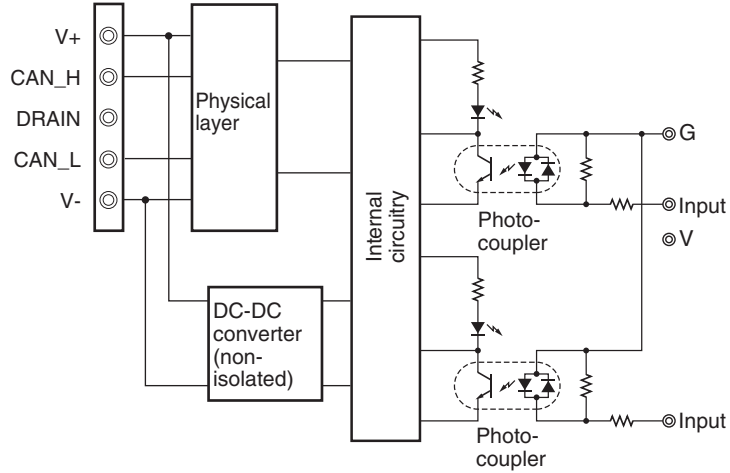 V+
CAN_H
DRAIN
CAN_L
V-
Physical
layer
DC-DC
converter
(non-
isolated)
Internal
circuitry
Photo-
coupler
G
Input
V
Photo-
coupler
Input